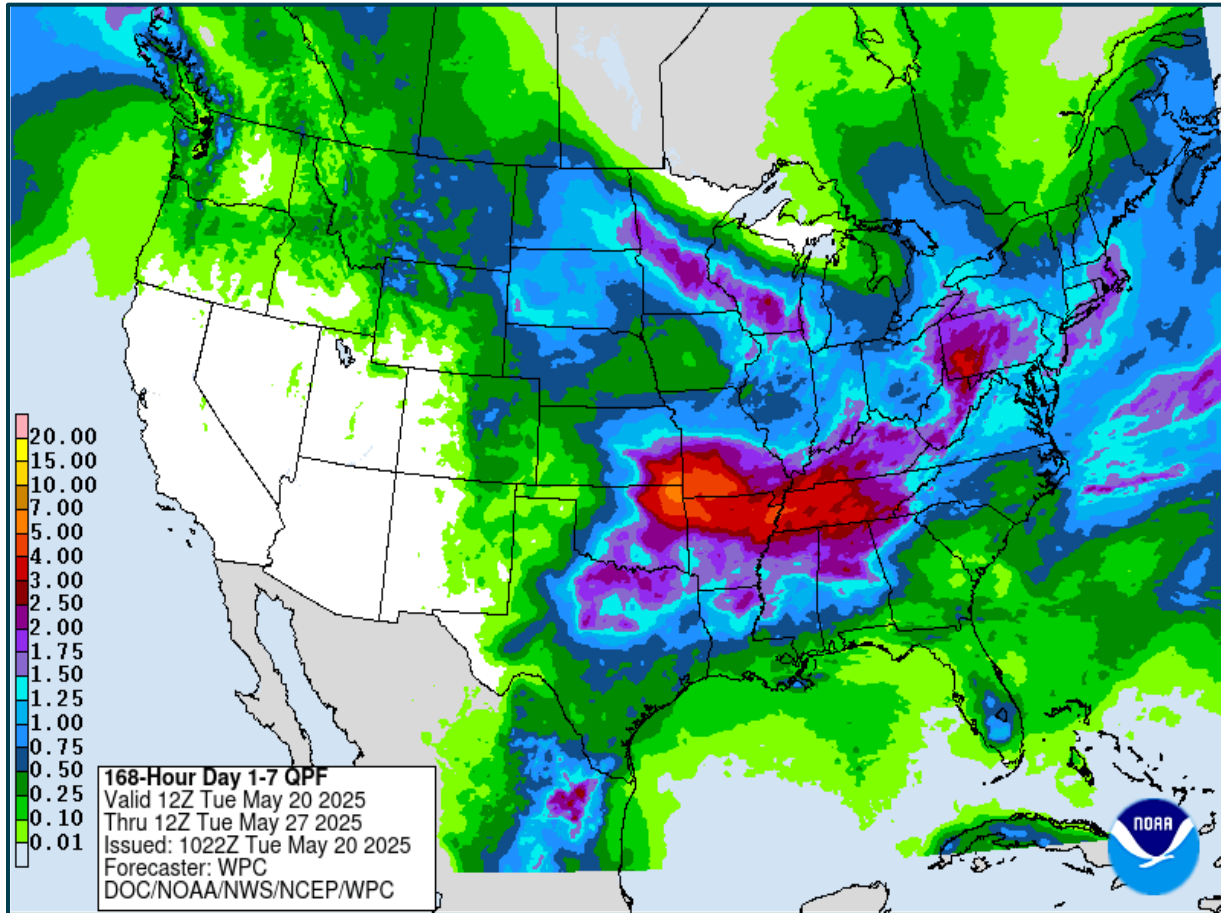 20.00
15.00
10.00
7.00
5.00
4.00
3.00
2.50
2.00
1.75
1.50
1.25
1.00
0.75
0.50
0.25
0.10
0.01
168-Hour Day 1-7 QPF
Valid 12Z Tue May 20 2025
Thru 12Z Tue May 27 2025
Issued: 1022Z Tue May 20 2025
Forecaster: WPC
DOC/NOAA/NWS/NCEP/WPC
NOAA